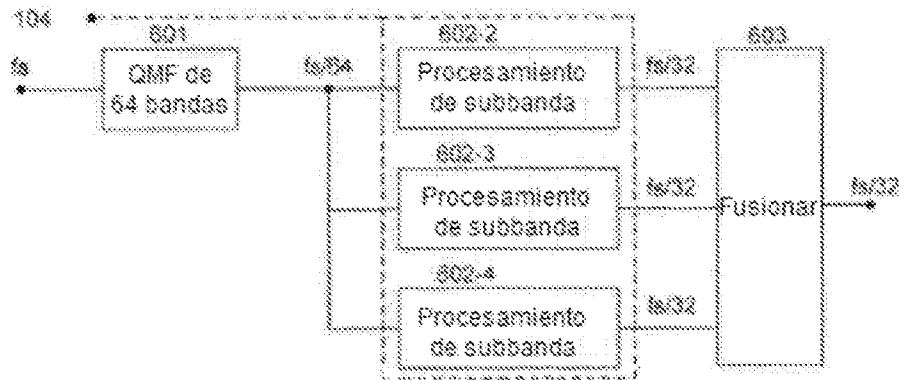 104
601
602-2
603
fs
QMF de
64 bandas
fs/64
Procesamiento
de subbanda
fs/32
602-3
Procesamiento
de subbanda
fs/32
Fusionar
fs/32
602-4
Procesamiento
de subbanda
fs/32